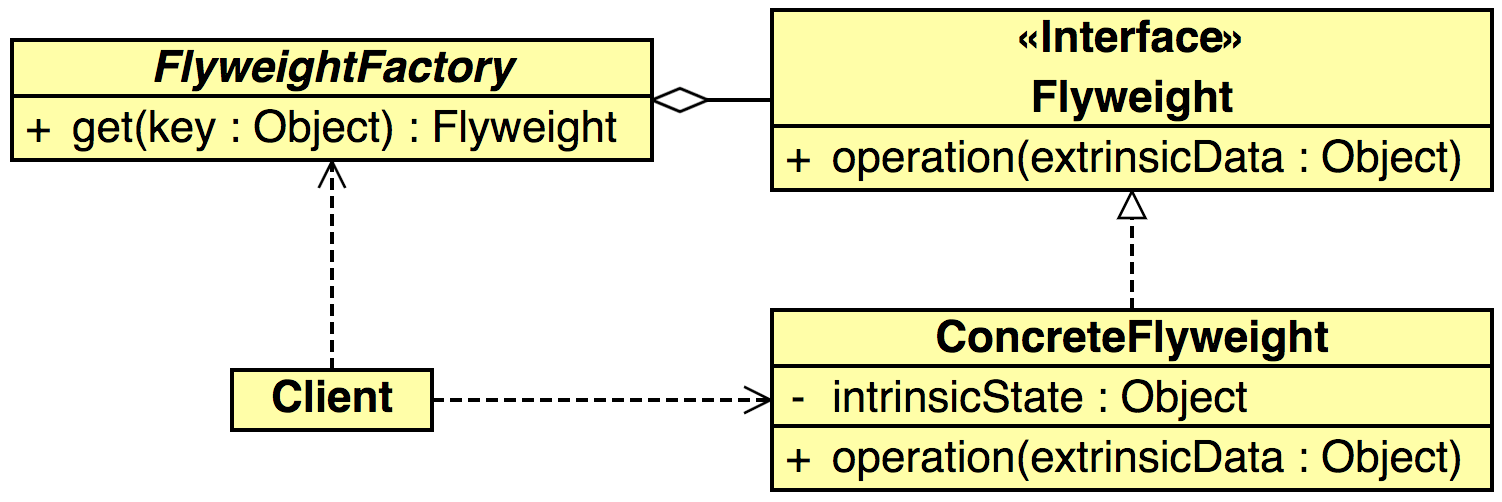 FlyweightFactory
+ get(key : Object) : Flyweight
«Interface»
Flyweight
+ operation(extrinsicData : Object)
Client
ConcreteFlyweight
- intrinsicState : Object
+ operation(extrinsicData : Object)